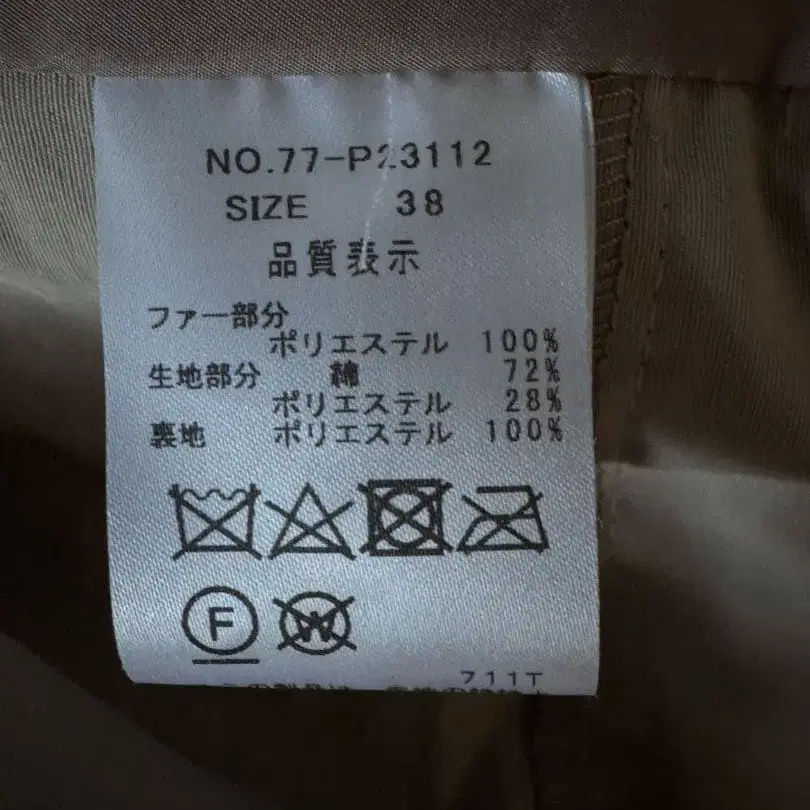 NO.77-P23112
SIZE 38
品質表示
ファー部分
ポリエステル 100%
生地部分 綿 72%
ポリエステル 28%
裏地 ポリエステル 100%
F W
711T